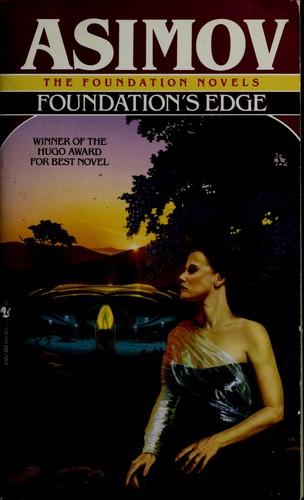 ASIMOV
THE FOUNDATION NOVELS
FOUNDATION'S EDGE
WINNER OF THE
HUGO AWARD
FOR BEST NOVEL